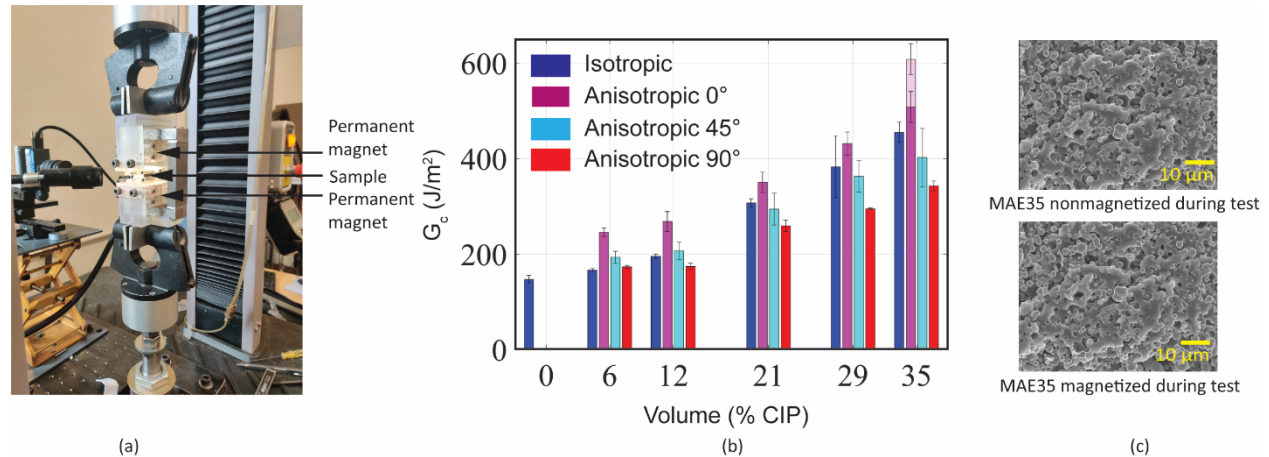 Permanent
magnet
Sample
Permanent
magnet
(a)
G_c (J/m²)
600
400
200
0
Isotropic
Anisotropic 0°
Anisotropic 45°
Anisotropic 90°
0 6 12 21 29 35
Volume (% CIP)
(b)
10 µm
MAE35 nonmagnetized during test
10 µm
MAE35 magnetized during test
(c)